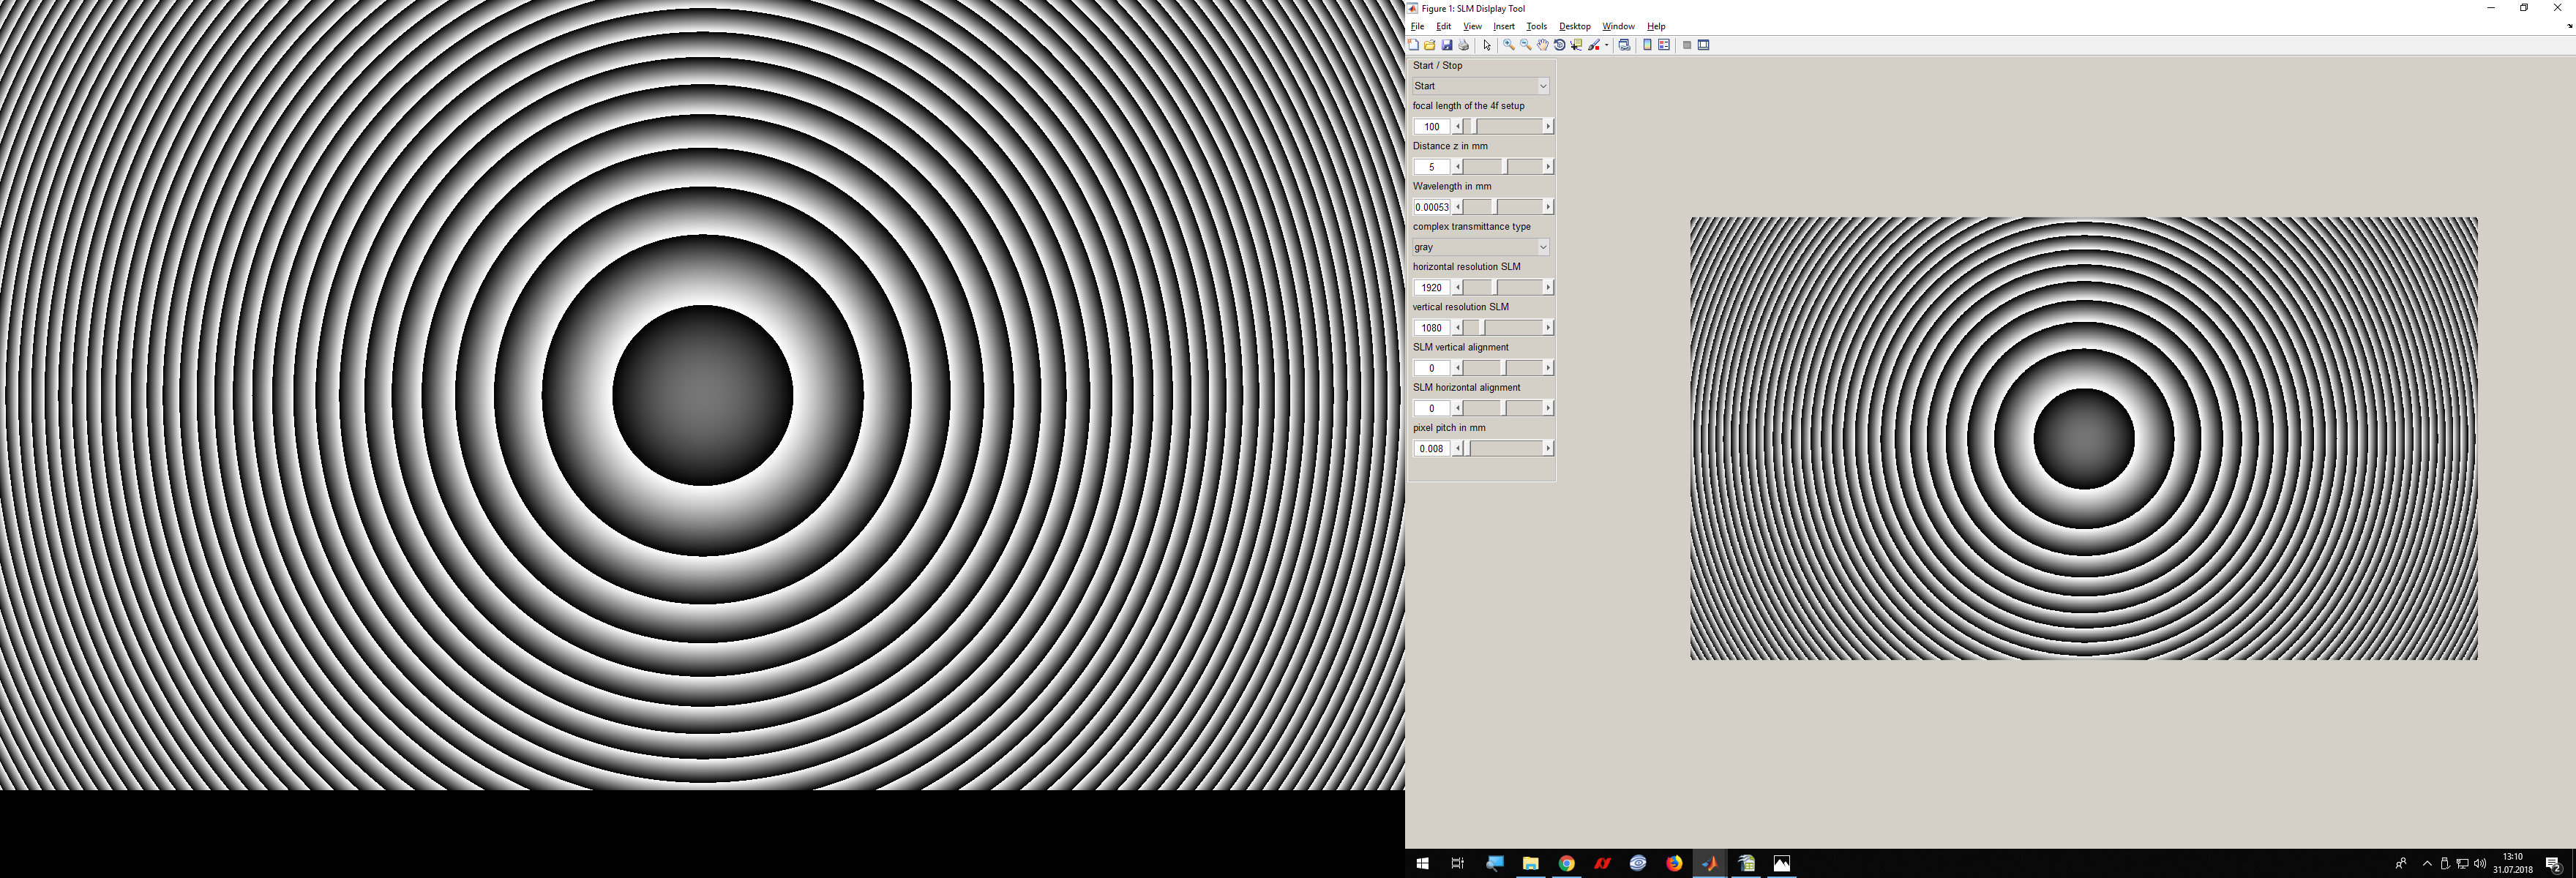 Figure 1: SLM Dislplay Tool
File Edit View Insert Tools Desktop Window Help
Start / Stop
Start
focal length of the 4f setup
100
Distance z in mm
5
Wavelength in mm
0.00053
complex transmittance type
gray
horizontal resolution SLM
1920
vertical resolution SLM
1080
SLM vertical alignment
0
SLM horizontal alignment
0
pixel pitch in mm
0.008
13:10
31.07.2018
2